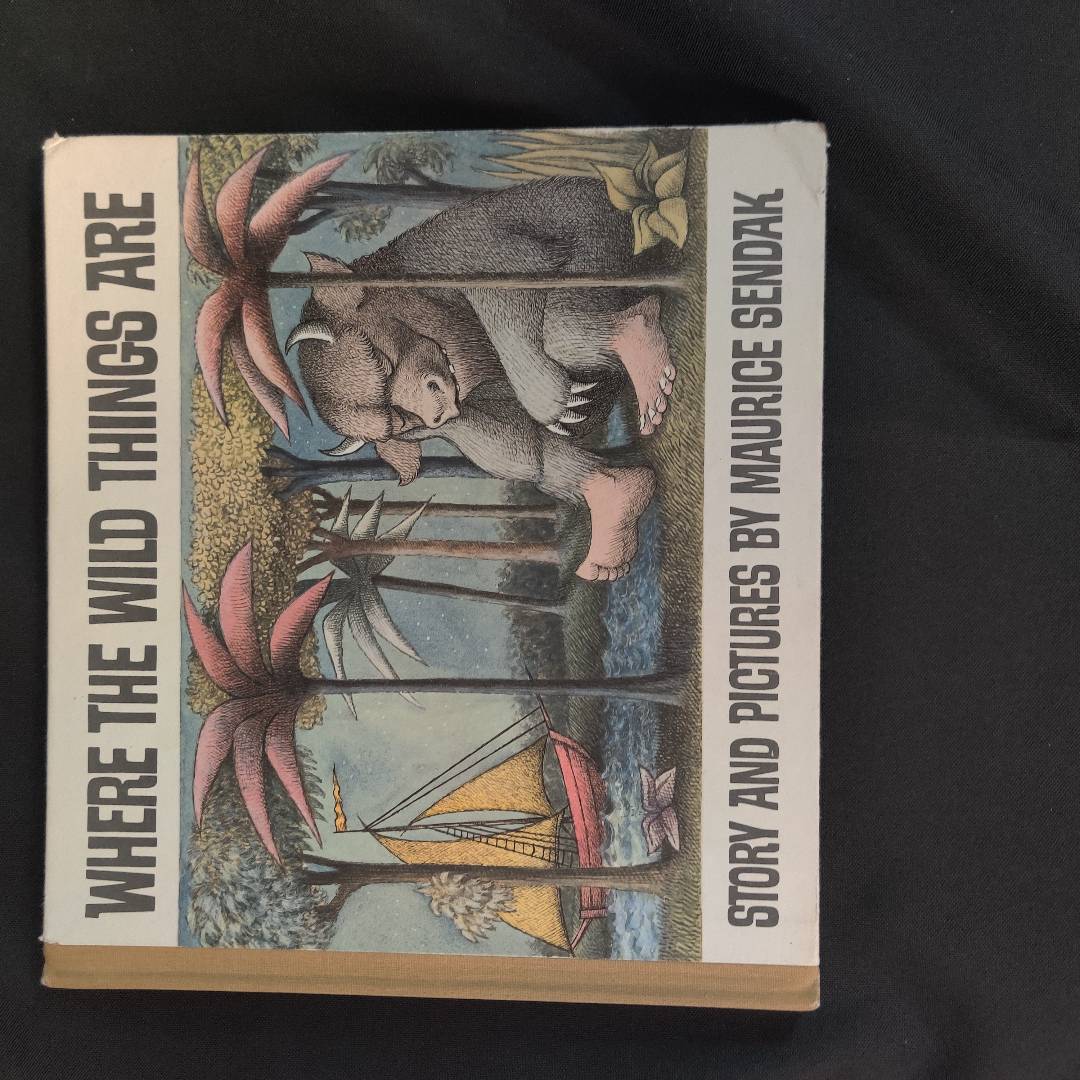 WHERE THE WILD THINGS ARE
STORY AND PICTURES BY MAURICE SENDAK